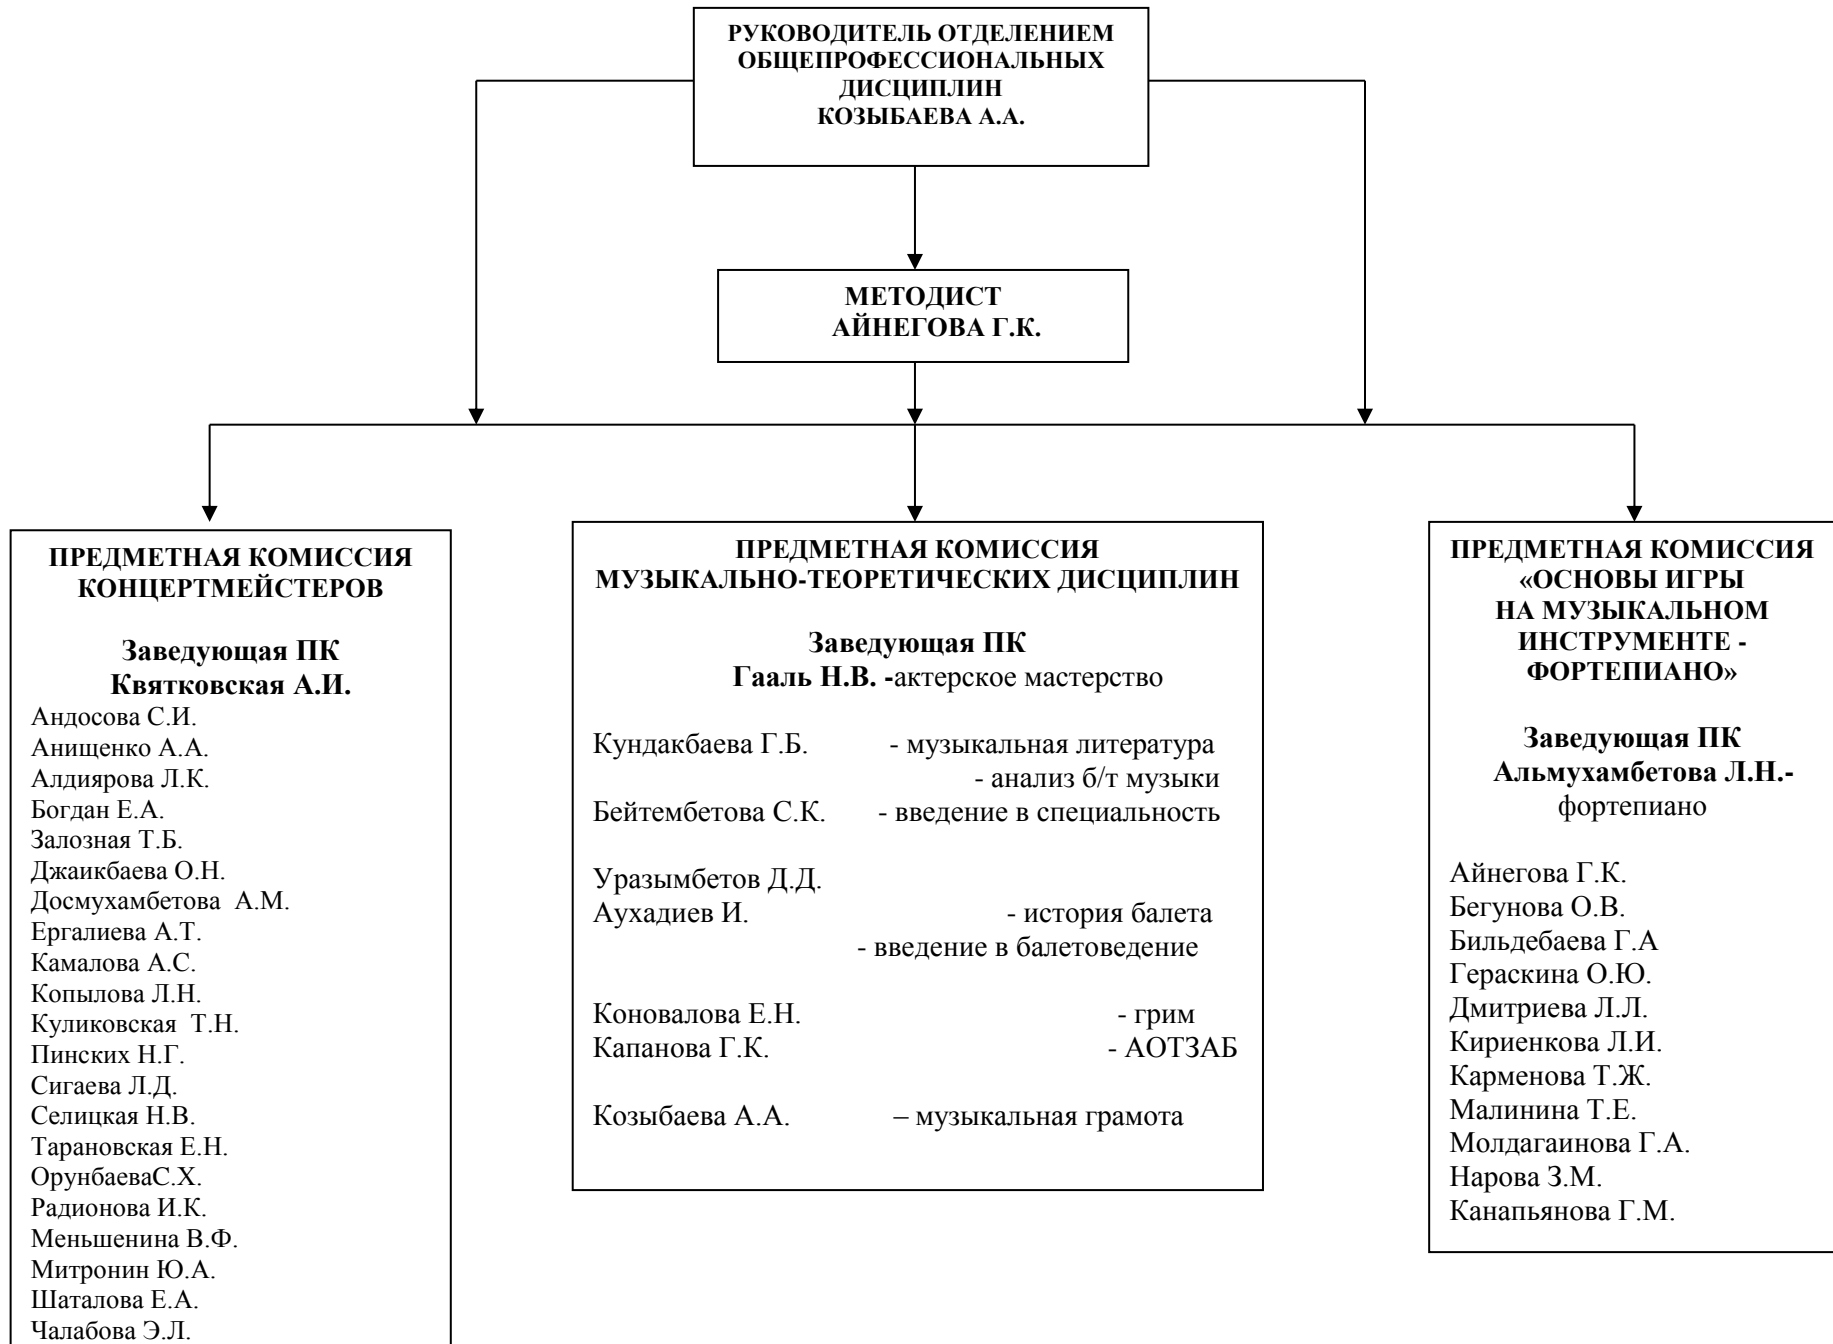 РУКОВОДИТЕЛЬ ОТДЕЛЕНИЕМ
ОБЩЕПРОФЕССИОНАЛЬНЫХ
ДИСЦИПЛИН
КОЗЫБАЕВА А.А.
МЕТОДИСТ
АЙНЕГОВА Г.К.
ПРЕДМЕТНАЯ КОМИССИЯ
КОНЦЕРТМЕЙСТЕРОВ
Заведующая ПК
Квятковская А.И.
Андосова С.И.
Анищенко А.А.
Алдиярова Л.К.
Богдан Е.А.
Залозная Т.Б.
Джаикбаева О.Н.
Досмухамбетова А.М.
Ергалиева А.Т.
Камалова А.С.
Копылова Л.Н.
Куликовская Т.Н.
Пинских Н.Г.
Сигаева Л.Д.
Селицкая Н.В.
Тарановская Е.Н.
ОрунбаеваС.Х.
Радионова И.К.
Меньшенина В.Ф.
Митронин Ю.А.
Шаталова Е.А.
Чалабова Э.Л.
ПРЕДМЕТНАЯ КОМИССИЯ
МУЗЫКАЛЬНО-ТЕОРЕТИЧЕСКИХ ДИСЦИПЛИН
Заведующая ПК
Гааль Н.В. -актерское мастерство
Кундакбаева Г.Б. - музыкальная литература
- анализ б/т музыки
Бейтембетова С.К. - введение в специальность
Уразымбетов Д.Д.
Аухадиев И. - история балета
- введение в балетоведение
Коновалова Е.Н. - грим
Капанова Г.К. - АОТЗАБ
Козыбаева А.А. – музыкальная грамота
ПРЕДМЕТНАЯ КОМИССИЯ
«ОСНОВЫ ИГРЫ
НА МУЗЫКАЛЬНОМ
ИНСТРУМЕНТЕ -
ФОРТЕПИАНО»
Заведующая ПК
Альмухамбетова Л.Н.-
фортепиано
Айнегова Г.К.
Бегунова О.В.
Бильдебаева Г.А
Гераскина О.Ю.
Дмитриева Л.Л.
Кириенкова Л.И.
Карменова Т.Ж.
Малинина Т.Е.
Молдагаинова Г.А.
Нарова З.М.
Канапьянова Г.М.